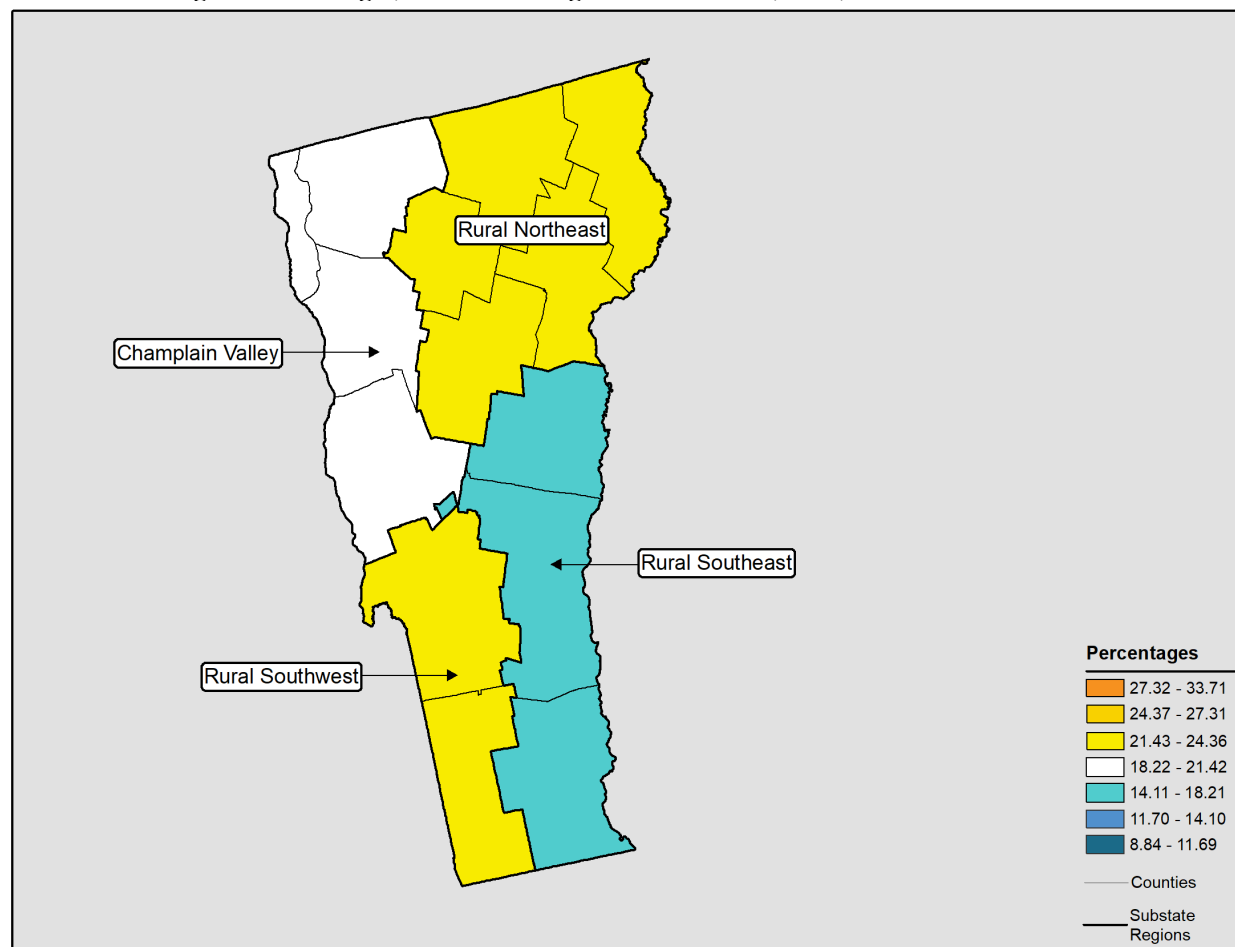 Rural Northeast
Champlain Valley
Rural Southeast
Rural Southwest
Percentages
27.32 - 33.71
24.37 - 27.31
21.43 - 24.36
18.22 - 21.42
14.11 - 18.21
11.70 - 14.10
8.84 - 11.69
Counties
Substate
Regions